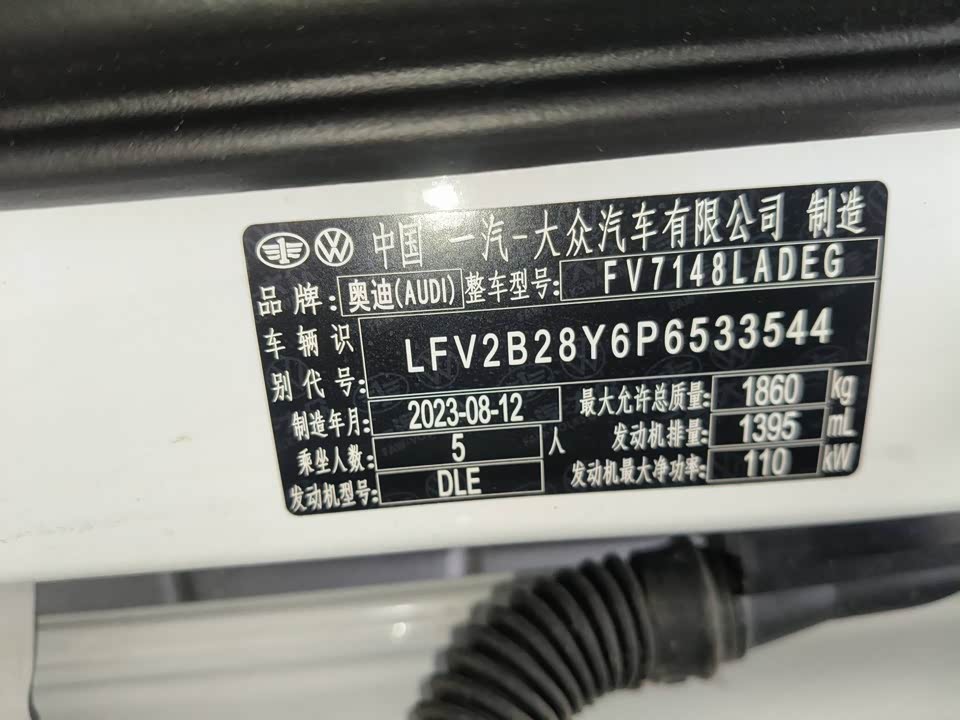 中国 一汽-大众汽车有限公司 制造
品牌: 奥迪(AUDI) 整车型号: FV7148LADEG
车辆识别代号: LFV2B28Y6P6533544
制造年月: 2023-08-12 最大允许总质量: 1860 kg
乘坐人数: 5 人 发动机排量: 1395 mL
发动机型号: DLE 发动机最大净功率: 110 kW